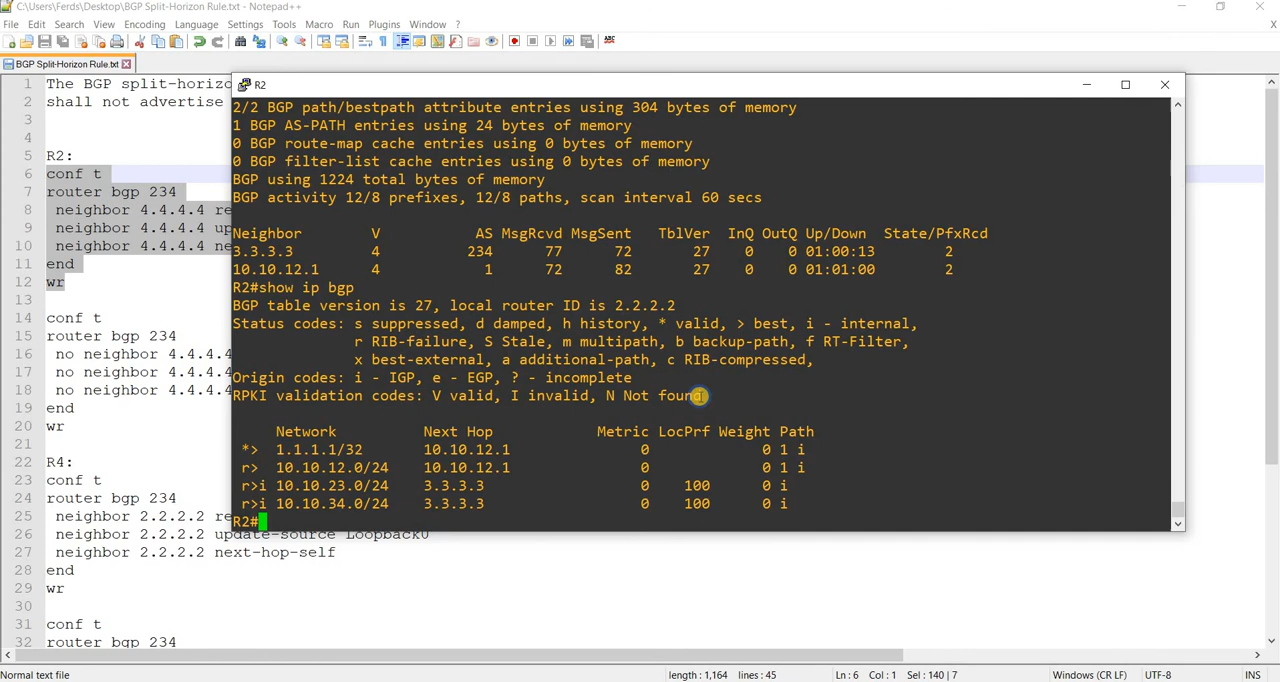 C:\Users\Ferds\Desktop\BGP Split-Horizon Rule.txt - Notepad++
File Edit Search View Encoding Language Settings Tools Macro Run Plugins Window ?
X
BGP Split-Horizon Rule.txt
1 The BGP split-horizo
2 shall not advertise
3
4
5 R2:
6 conf t
7 router bgp 234
8 neighbor 4.4.4.4 re
9 neighbor 4.4.4.4 up
10 neighbor 4.4.4.4 ne
11 end
12 wr
13
14 conf t
15 router bgp 234
16 no neighbor 4.4.4.4
17 no neighbor 4.4.4.4
18 no neighbor 4.4.4.4
19 end
20 wr
21
22 R4:
23 conf t
24 router bgp 234
25 neighbor 2.2.2.2 re
26 neighbor 2.2.2.2 update-source Loopback0
27 neighbor 2.2.2.2 next-hop-self
28 end
29 wr
30
31 conf t
32 router bgp 234
R2
2/2 BGP path/bestpath attribute entries using 304 bytes of memory
1 BGP AS-PATH entries using 24 bytes of memory
0 BGP route-map cache entries using 0 bytes of memory
0 BGP filter-list cache entries using 0 bytes of memory
BGP using 1224 total bytes of memory
BGP activity 12/8 prefixes, 12/8 paths, scan interval 60 secs
Neighbor V AS MsgRcvd MsgSent TblVer InQ OutQ Up/Down State/PfxRcd
3.3.3.3 4 234 77 72 27 0 0 01:00:13 2
10.10.12.1 4 1 72 82 27 0 0 01:01:00 2
R2#show ip bgp
BGP table version is 27, local router ID is 2.2.2.2
Status codes: s suppressed, d damped, h history, * valid, > best, i - internal,
r RIB-failure, S Stale, m multipath, b backup-path, f RT-Filter,
x best-external, a additional-path, c RIB-compressed,
Origin codes: i - IGP, e - EGP, ? - incomplete
RPKI validation codes: V valid, I invalid, N Not found
Network Next Hop Metric LocPrf Weight Path
*> 1.1.1.1/32 10.10.12.1 0 0 1 i
r> 10.10.12.0/24 10.10.12.1 0 0 1 i
r>i 10.10.23.0/24 3.3.3.3 0 100 0 i
r>i 10.10.34.0/24 3.3.3.3 0 100 0 i
R2#
Normal text file length : 1,164 lines : 45 Ln : 6 Col : 1 Sel : 140 | 7 Windows (CR LF) UTF-8 INS